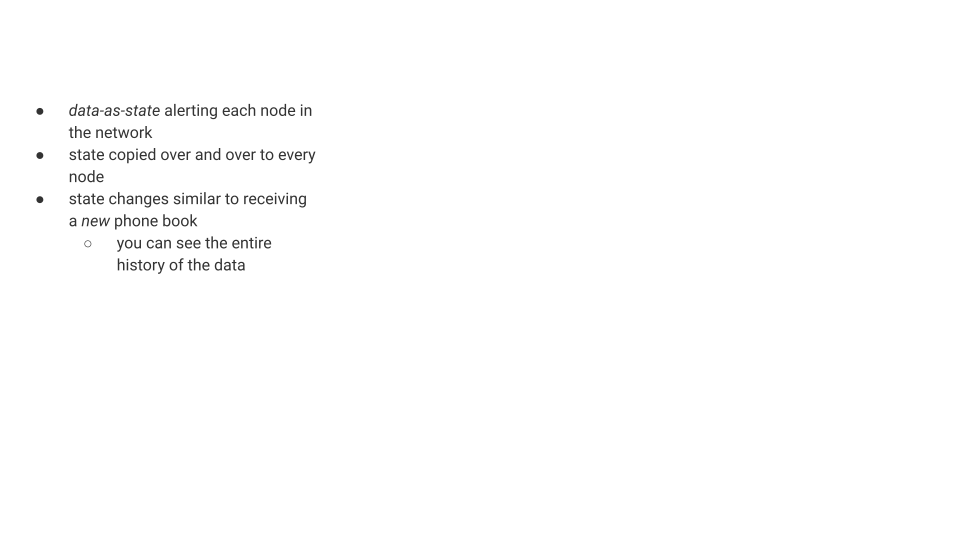 ● data-as-state alerting each node in
the network
● state copied over and over to every
node
● state changes similar to receiving
a new phone book
○ you can see the entire
history of the data